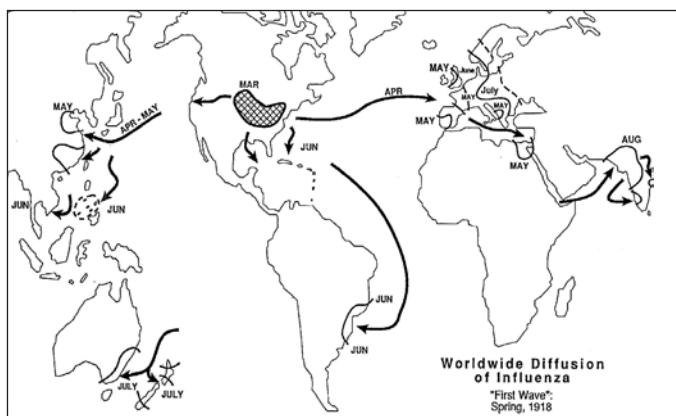 MAR
MAY
APR - MAY
JUN
JUN
JUN
APR
MAY
June
July
MAY
MAY
MAY
MAY
AUG
JUN
JUN
JULY
JULY
Worldwide Diffusion
of Influenza
"First Wave":
Spring, 1918